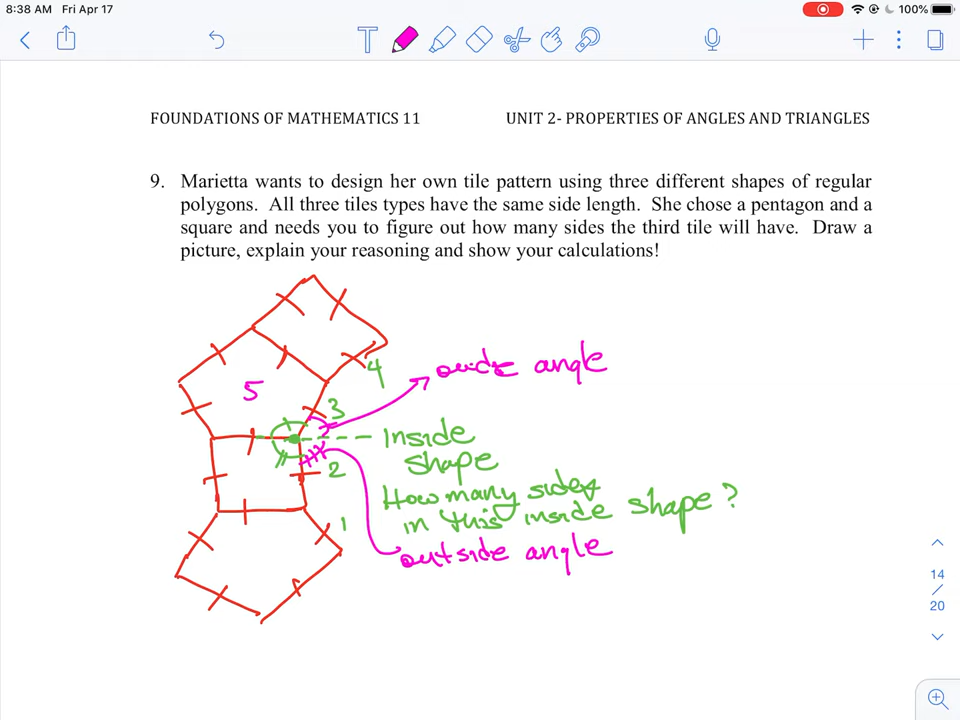 8:38 AM Fri Apr 17
100%
FOUNDATIONS OF MATHEMATICS 11
UNIT 2- PROPERTIES OF ANGLES AND TRIANGLES
9. Marietta wants to design her own tile pattern using three different shapes of regular
polygons. All three tiles types have the same side length. She chose a pentagon and a
square and needs you to figure out how many sides the third tile will have. Draw a
picture, explain your reasoning and show your calculations!
4
angle
5
3
Inside
shape
2
How many sides
in this inside shape?
1
outside angle
14
/
20